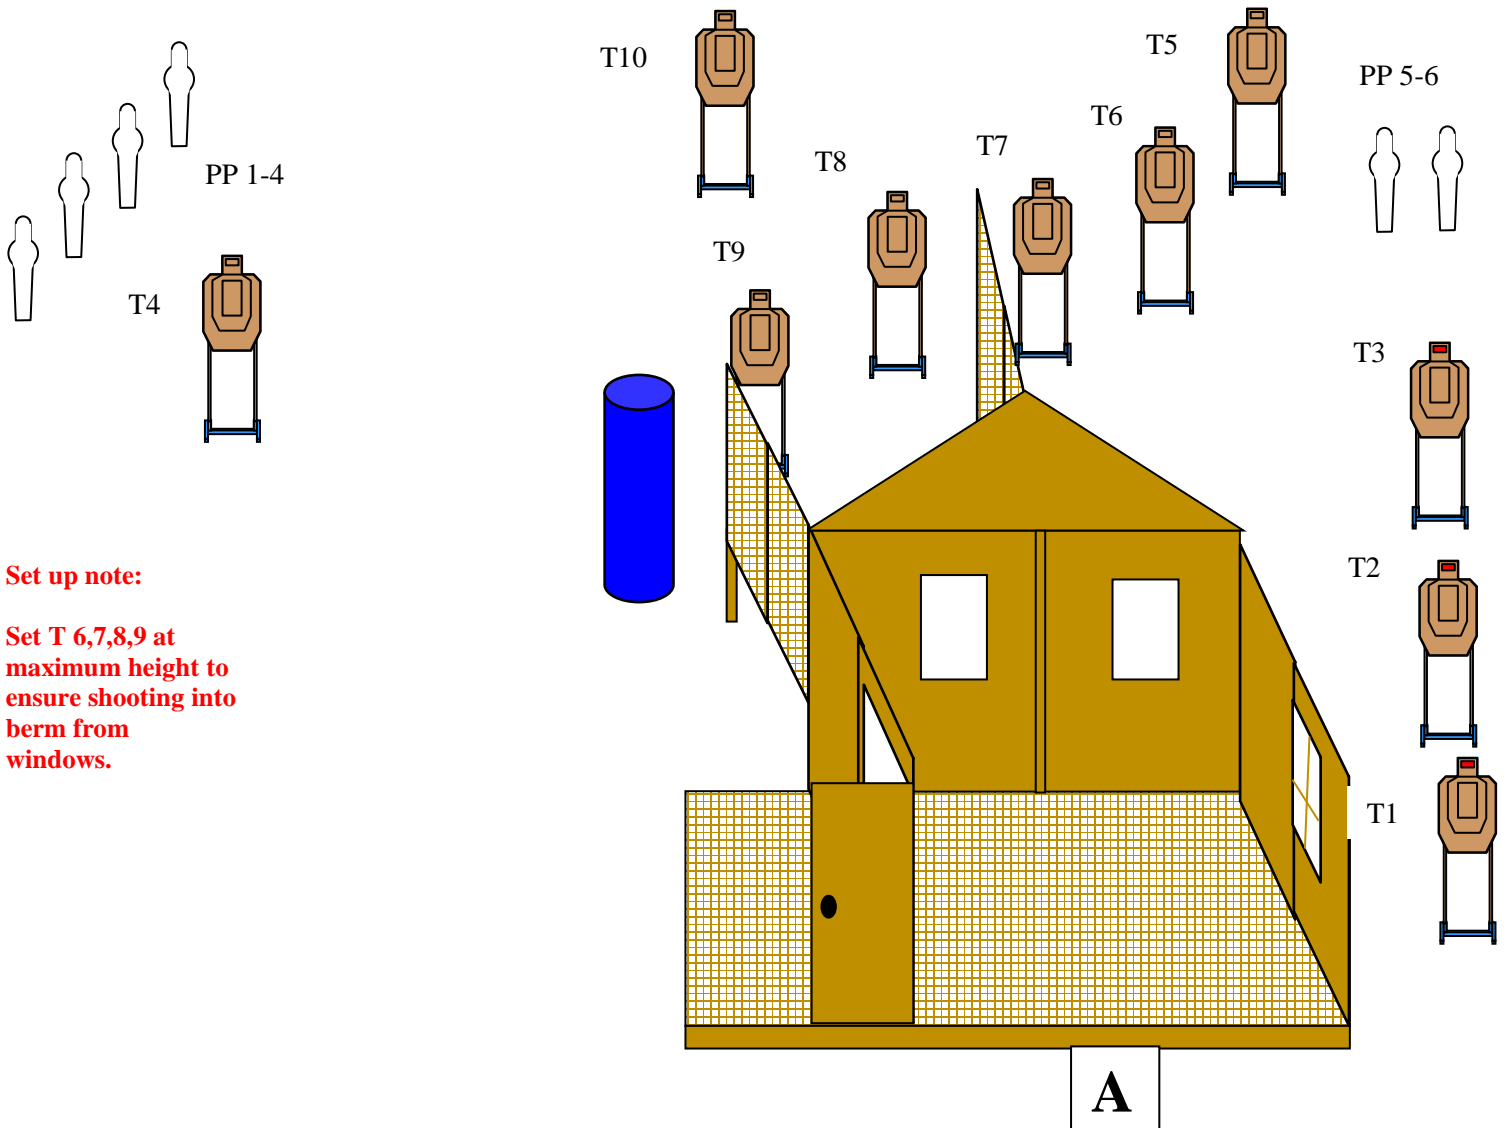 T10
T5
PP 5-6
T6
T7
T8
PP 1-4
T9
T4
T3
T2
Set up note:
Set T 6,7,8,9 at
maximum height to
ensure shooting into
berm from
windows.
T1
A